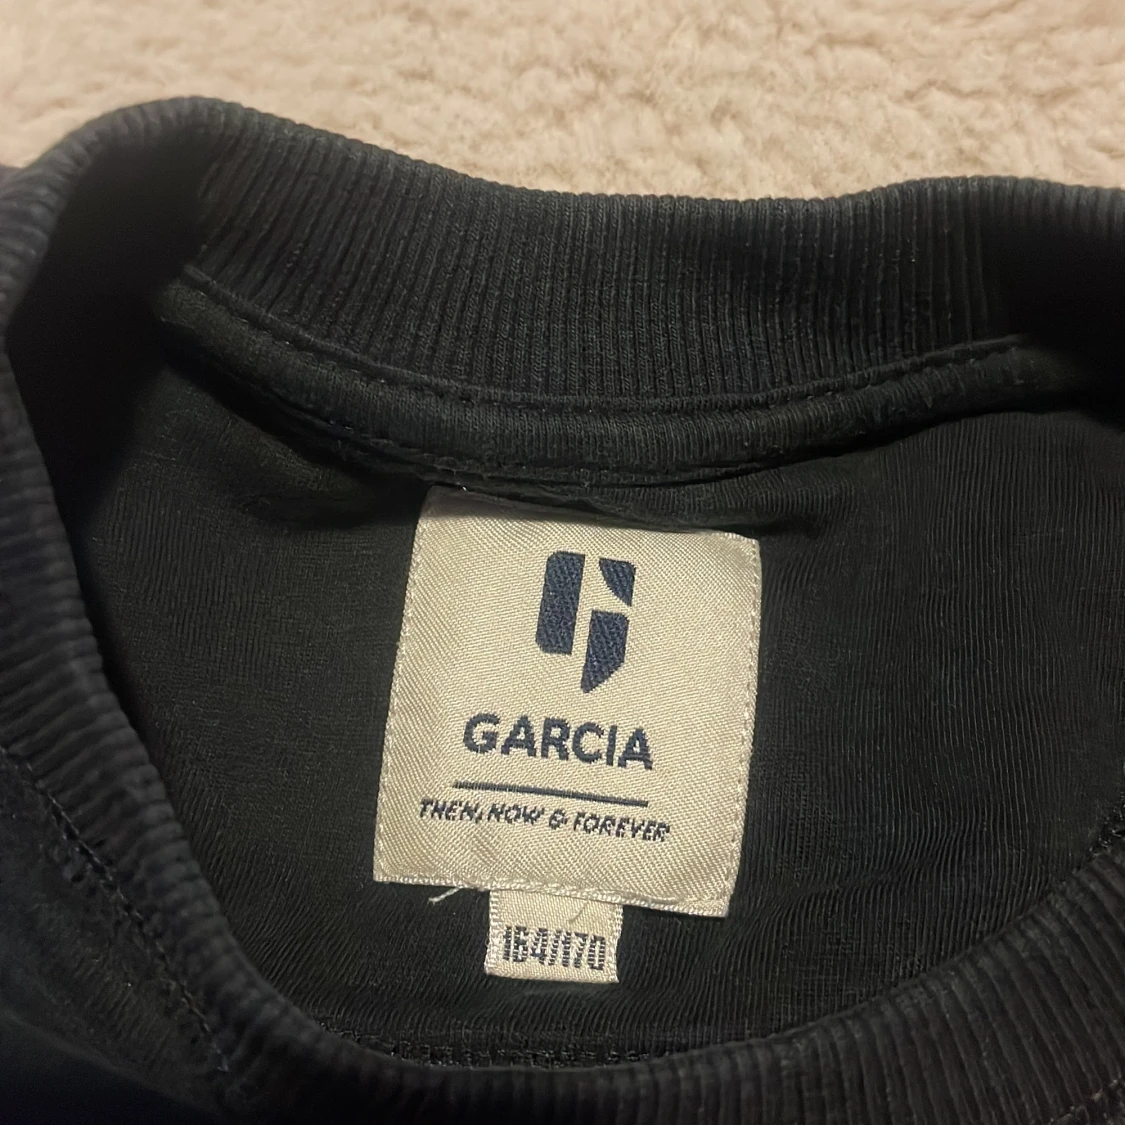 G
GARCIA
THEN, NOW & FOREVER
164/170